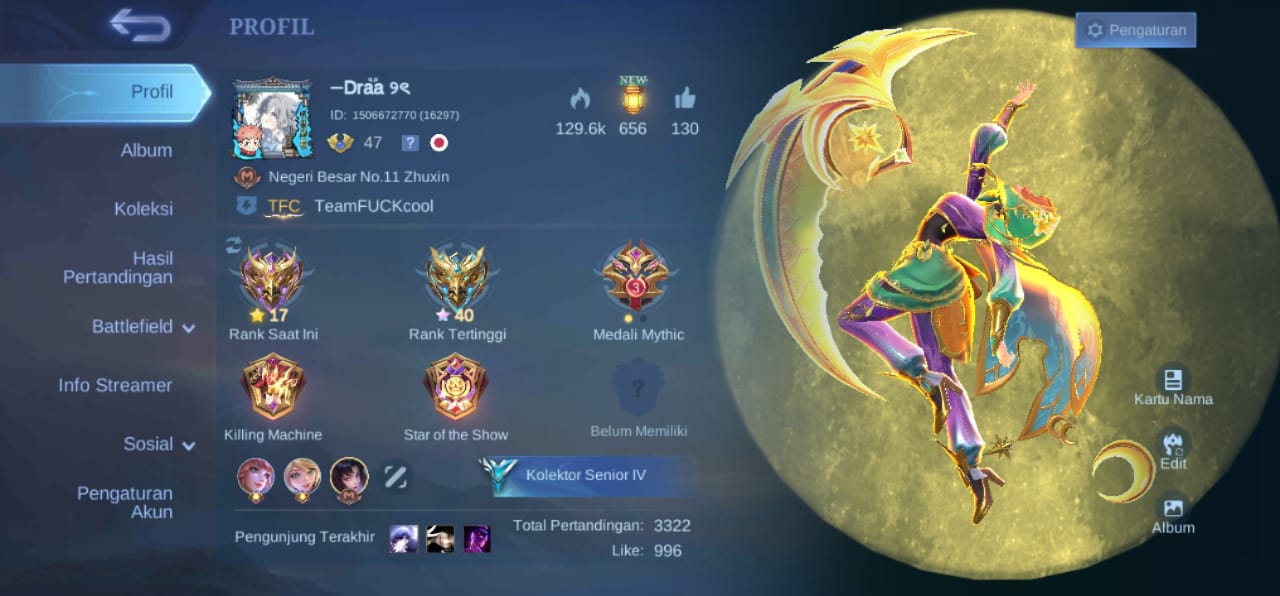 PROFIL
Pengaturan
Profil
Album
Koleksi
Hasil
Pertandingan
Battlefield
Info Streamer
Sosial
Pengaturan
Akun
–Drää ୨୧
ID: 1506672770 (16297)
47
?
Negeri Besar No.11 Zhuxin
TFC TeamFUCKcool
NEW
129.6k 656 130
17
Rank Saat Ini
40
Rank Tertinggi
3
Medali Mythic
Killing Machine
Star of the Show
?
Belum Memiliki
Kolektor Senior IV
Pengunjung Terakhir
Total Pertandingan: 3322
Like: 996
Kartu Nama
Edit
Album